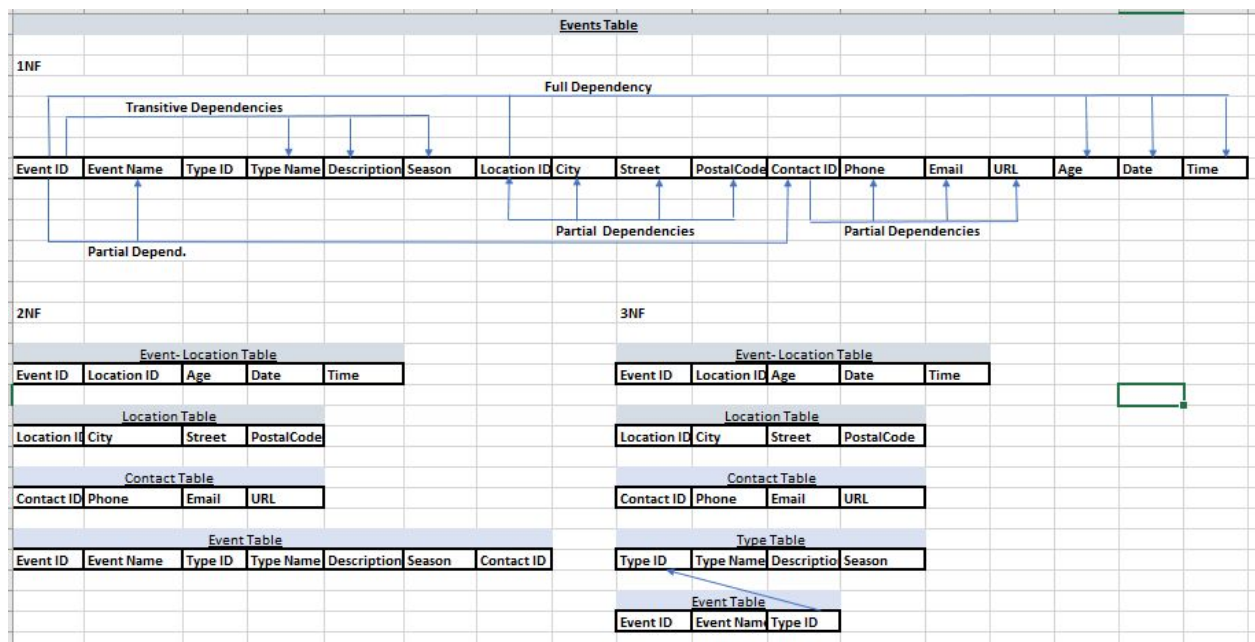 Events Table
1NF
Full Dependency
Transitive Dependencies
Event ID Event Name Type ID Type Name Description Season Location ID City Street PostalCode Contact ID Phone Email URL Age Date Time
Partial Dependencies Partial Dependencies
Partial Depend.
2NF 3NF
Event-Location Table Event-Location Table
Event ID Location ID Age Date Time Event ID Location ID Age Date Time
Location Table Location Table
Location ID City Street PostalCode Location ID City Street PostalCode
Contact Table Contact Table
Contact ID Phone Email URL Contact ID Phone Email URL
Event Table Type Table
Event ID Event Name Type ID Type Name Description Season Contact ID Type ID Type Name Descriptio Season
Event Table
Event ID Event Nam Type ID